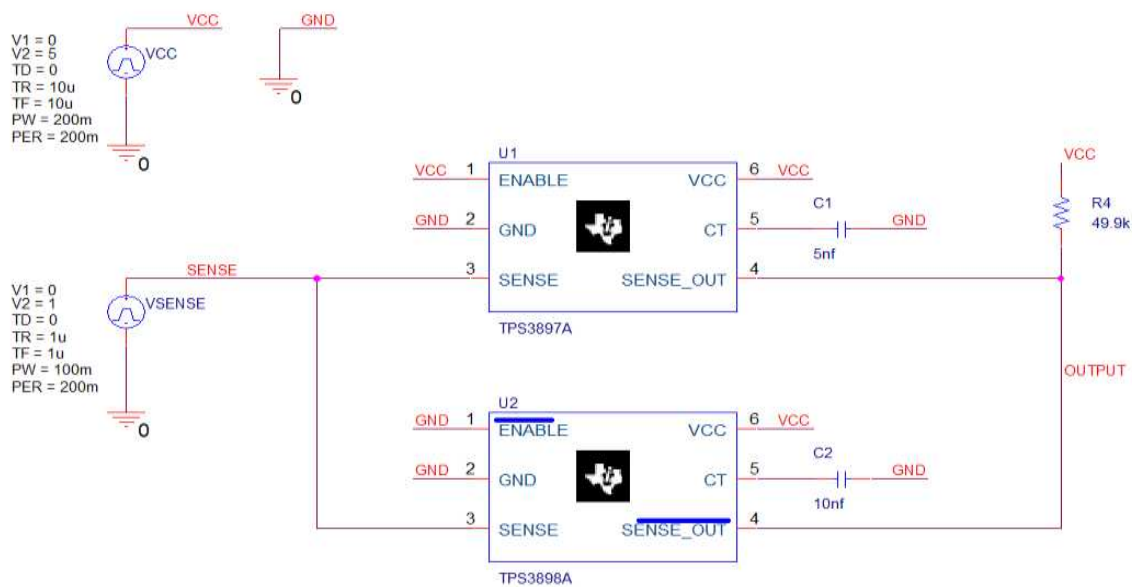 VCC
GND
V1 = 0
V2 = 5
TD = 0
TR = 10u
TF = 10u
PW = 200m
PER = 200m
VCC
0
0
U1
VCC 1 ENABLE VCC 6 VCC
GND 2 GND CT 5 C1 GND
5nf
3 SENSE SENSE_OUT 4
TPS3897A
VCC
R4
49.9k
SENSE
V1 = 0
V2 = 1
TD = 0
TR = 1u
TF = 1u
PW = 100m
PER = 200m
VSENSE
0
OUTPUT
U2
GND 1 ENABLE VCC 6 VCC
GND 2 GND CT 5 C2 GND
10nf
3 SENSE SENSE_OUT 4
TPS3898A